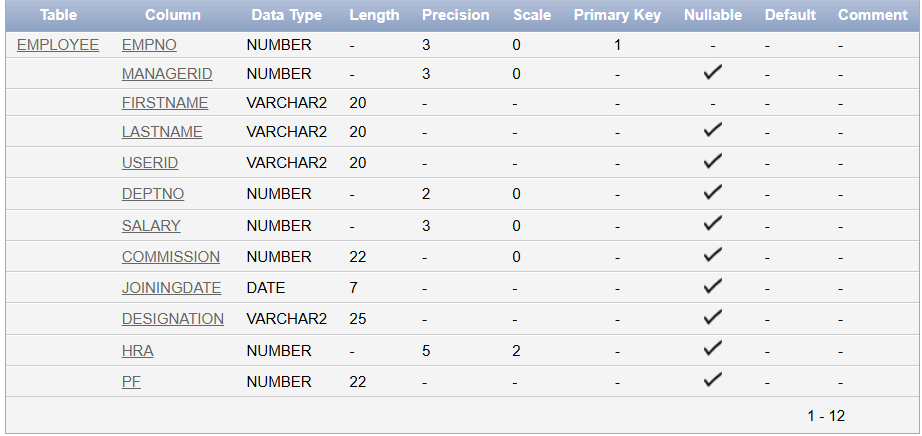 Table Column Data Type Length Precision Scale Primary Key Nullable Default Comment
EMPLOYEE EMPNO NUMBER - 3 0 1 - - -
MANAGERID NUMBER - 3 0 - ✓ - -
FIRSTNAME VARCHAR2 20 - - - - - -
LASTNAME VARCHAR2 20 - - - ✓ - -
USERID VARCHAR2 20 - - - ✓ - -
DEPTNO NUMBER - 2 0 - ✓ - -
SALARY NUMBER - 3 0 - ✓ - -
COMMISSION NUMBER 22 - 0 - ✓ - -
JOININGDATE DATE 7 - - - ✓ - -
DESIGNATION VARCHAR2 25 - - - ✓ - -
HRA NUMBER - 5 2 - ✓ - -
PF NUMBER 22 - - - ✓ - -
1 - 12